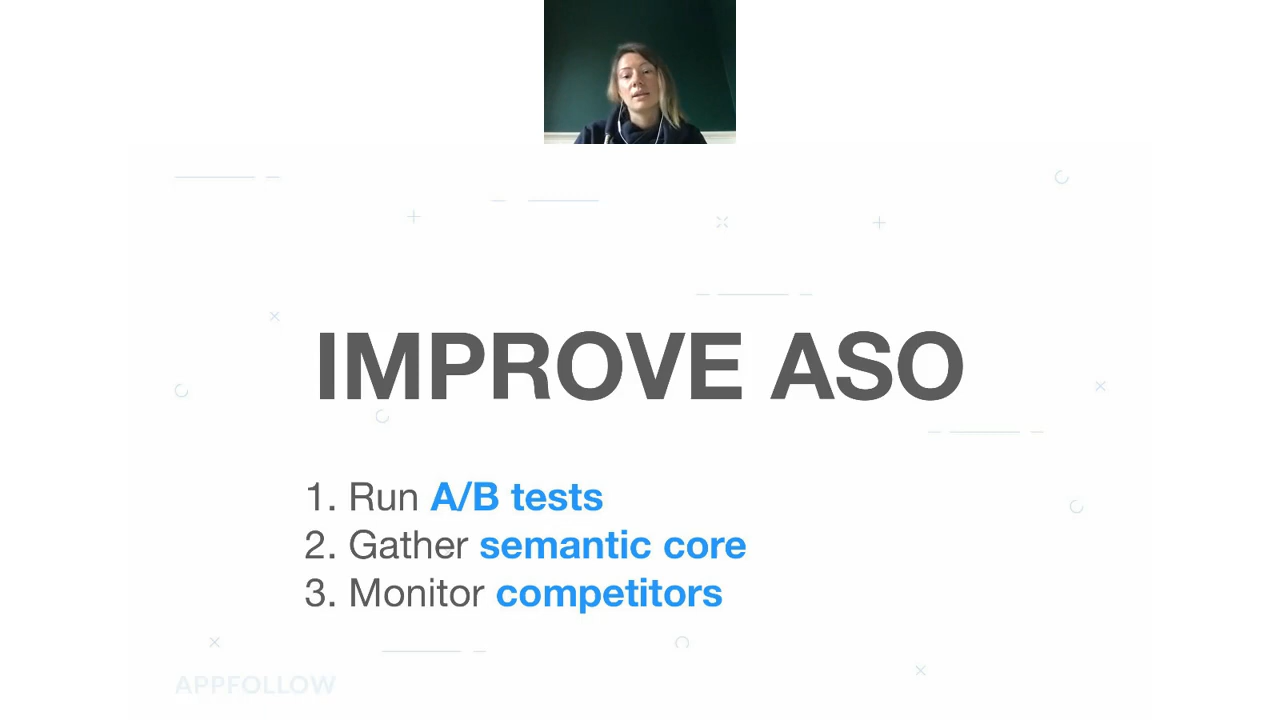 IMPROVE ASO
1. Run A/B tests
2. Gather semantic core
3. Monitor competitors
APPFOLLOW